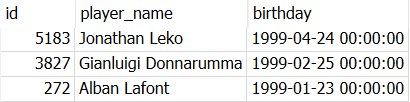 id player_name birthday
5183 Jonathan Leko 1999-04-24 00:00:00
3827 Gianluigi Donnarumma 1999-02-25 00:00:00
272 Alban Lafont 1999-01-23 00:00:00